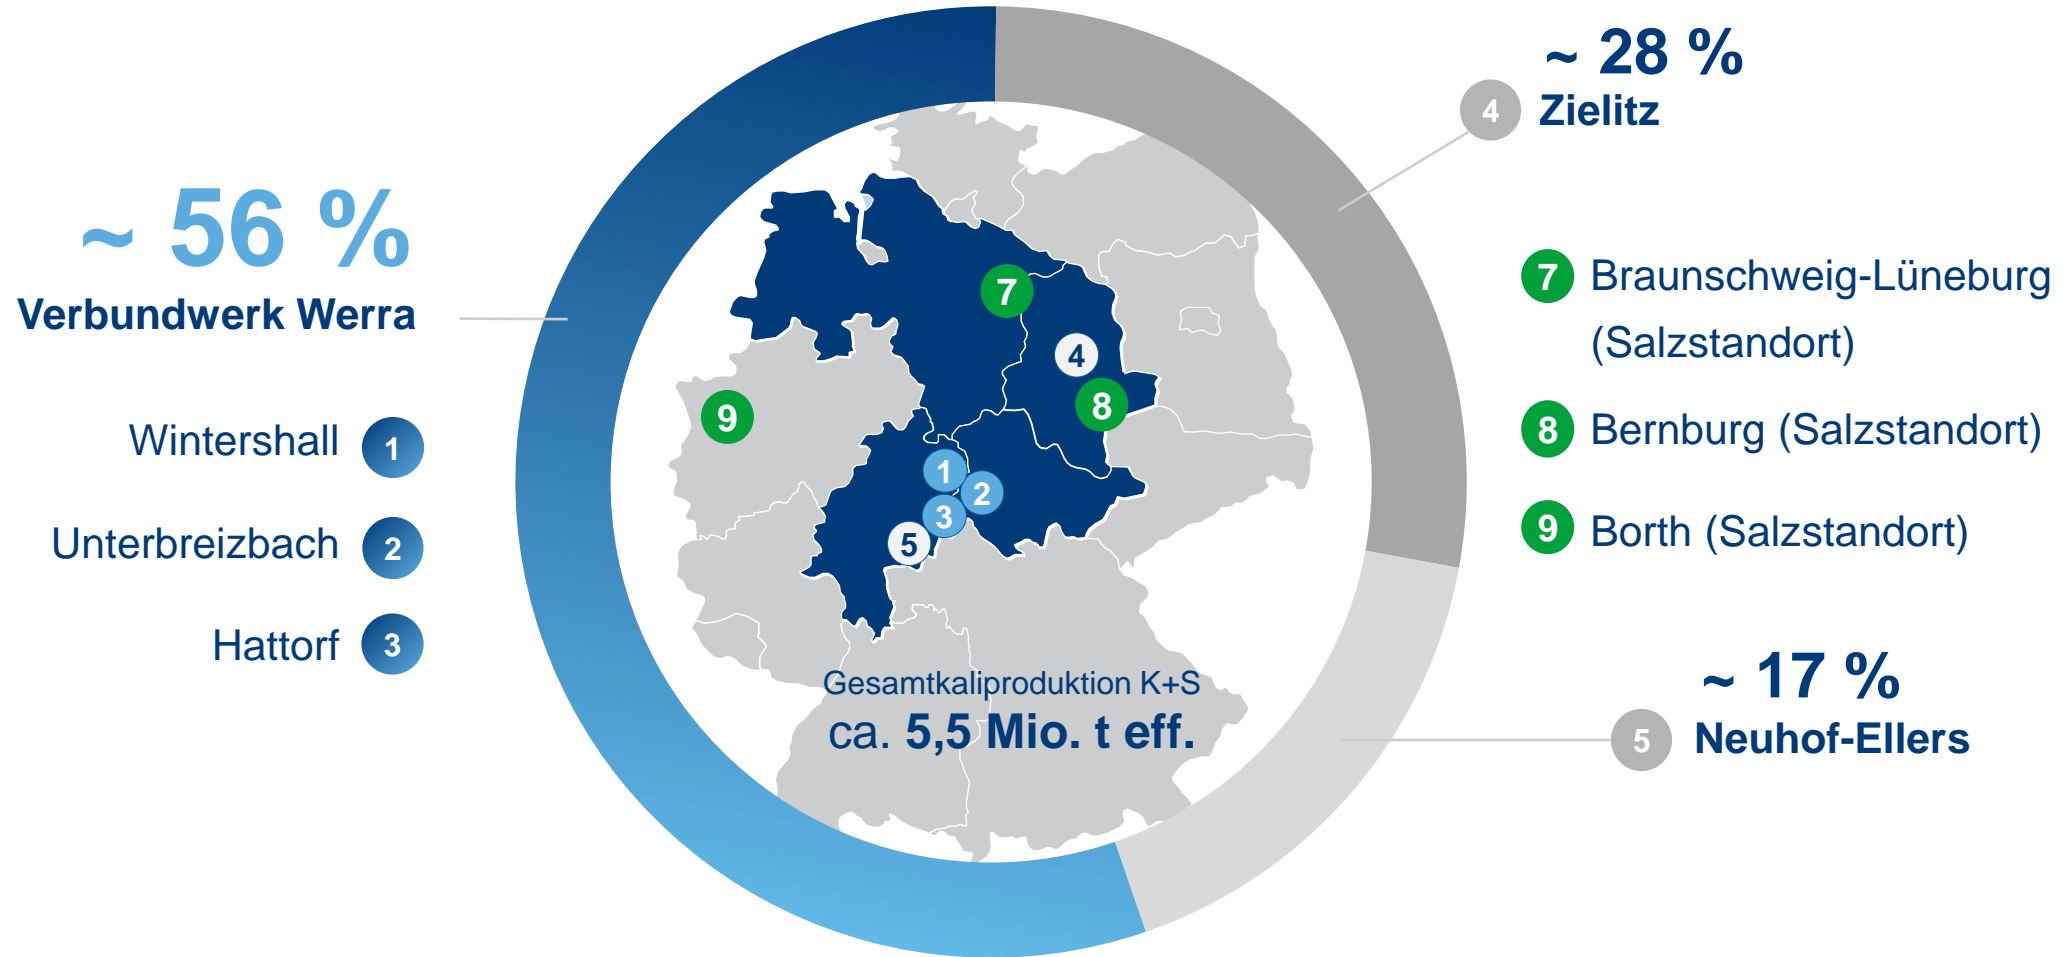 ~ 56 %
Verbundwerk Werra
Wintershall 1
Unterbreizbach 2
Hattorf 3
~ 28 %
4 Zielitz
7 Braunschweig-Lüneburg
(Salzstandort)
8 Bernburg (Salzstandort)
9 Borth (Salzstandort)
~ 17 %
5 Neuhof-Ellers
7
4
8
9
1
2
3
5
Gesamtkaliproduktion K+S
ca. 5,5 Mio. t eff.